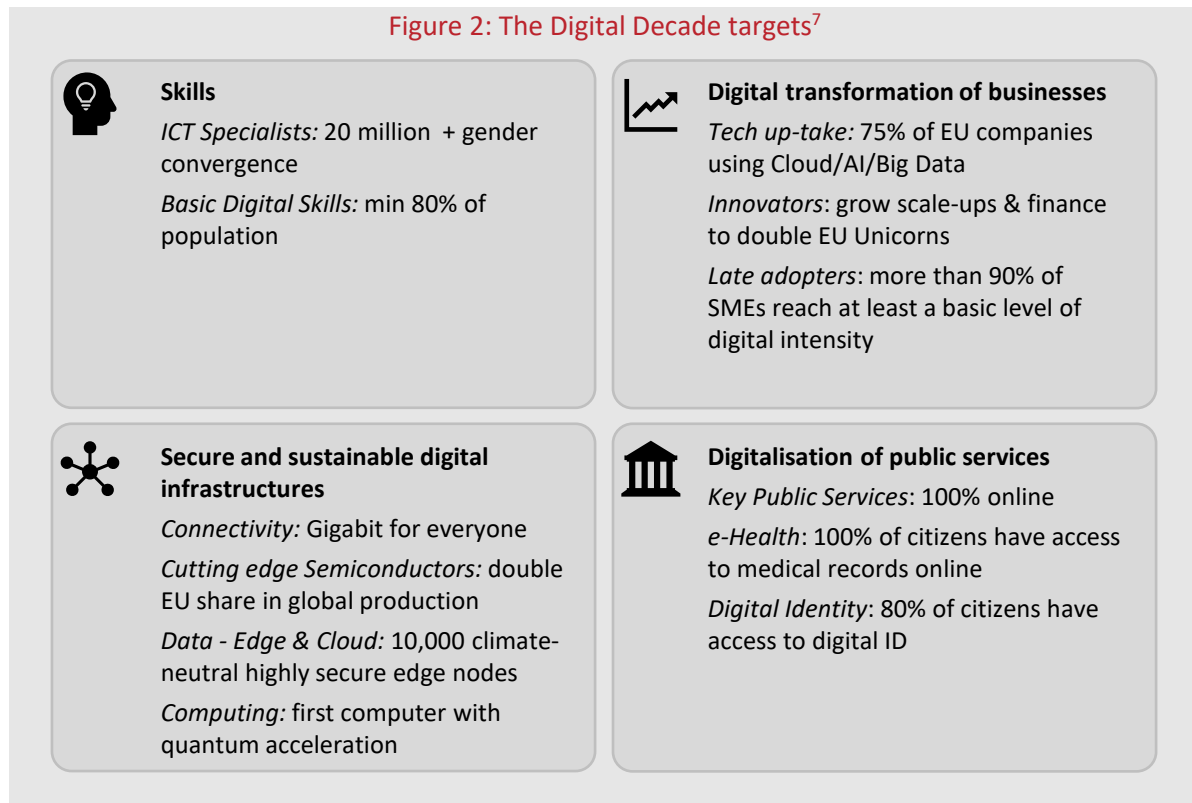 Figure 2: The Digital Decade targets7
Skills
ICT Specialists: 20 million + gender
convergence
Basic Digital Skills: min 80% of
population
Digital transformation of businesses
Tech up-take: 75% of EU companies
using Cloud/AI/Big Data
Innovators: grow scale-ups & finance
to double EU Unicorns
Late adopters: more than 90% of
SMEs reach at least a basic level of
digital intensity
Secure and sustainable digital
infrastructures
Connectivity: Gigabit for everyone
Cutting edge Semiconductors: double
EU share in global production
Data - Edge & Cloud: 10,000 climate-
neutral highly secure edge nodes
Computing: first computer with
quantum acceleration
Digitalisation of public services
Key Public Services: 100% online
e-Health: 100% of citizens have access
to medical records online
Digital Identity: 80% of citizens have
access to digital ID